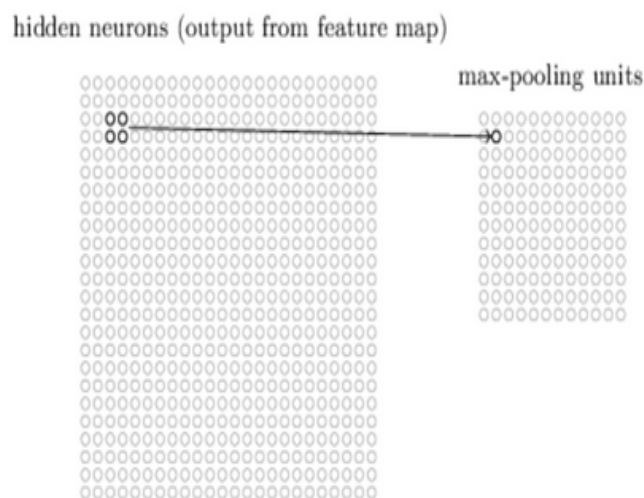 hidden neurons (output from feature map)
max-pooling units